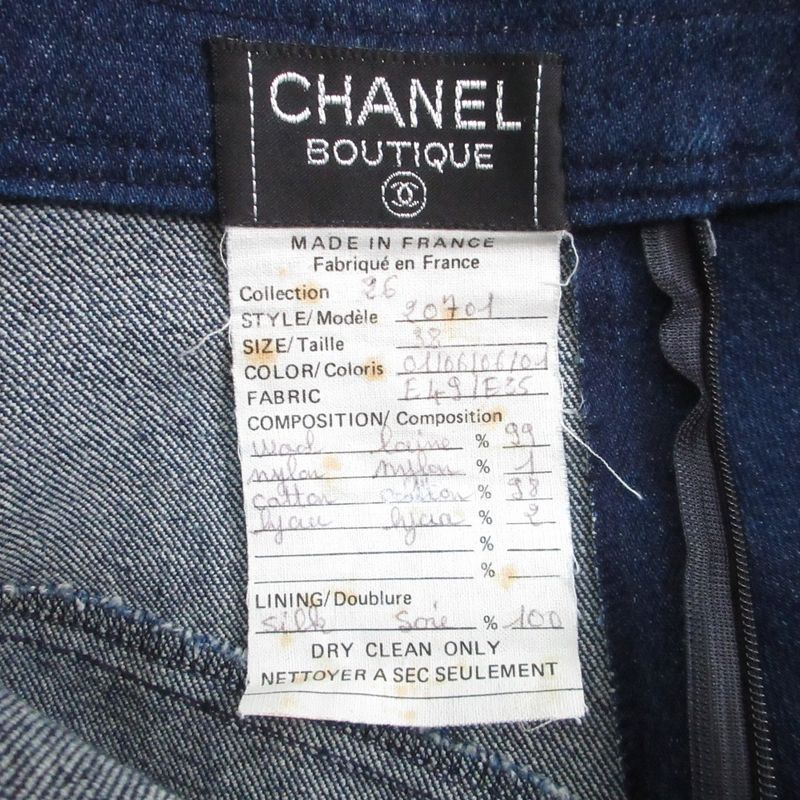 CHANEL
BOUTIQUE
MADE IN FRANCE
Fabriqué en France
Collection 26
STYLE/Modèle 20701
SIZE/Taille 38
COLOR/Coloris 01/06/06/01
FABRIC E49/E35
COMPOSITION/Composition
wool laine % 99
nylon nylon % 1
cotton coton % 98
lycra lycra % 2
%
%
LINING/Doublure
silk soie % 100
DRY CLEAN ONLY
NETTOYER A SEC SEULEMENT